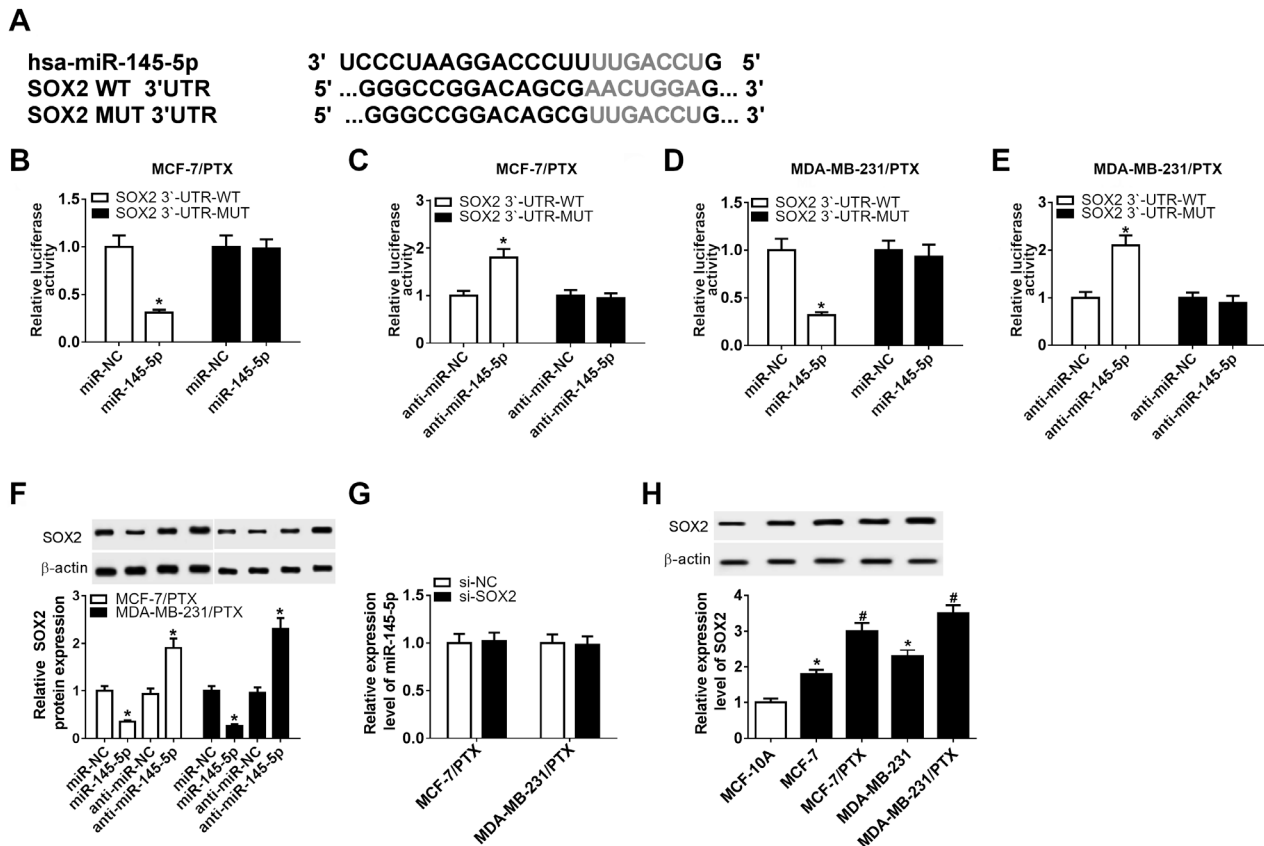 A
hsa-miR-145-5p 3' UCCCUAAGGACCCUUUUGACCUG 5'
SOX2 WT 3'UTR 5' ...GGGCCGGACAGCGAACUGGAG... 3'
SOX2 MUT 3'UTR 5' ...GGGCCGGACAGCGUUGACCUG... 3'
B
MCF-7/PTX
SOX2 3`-UTR-WT
SOX2 3`-UTR-MUT
Relative luciferase
activity
1.5
1.0
0.5
0.0
*
miR-NC
miR-145-5p
miR-NC
miR-145-5p
C
MCF-7/PTX
SOX2 3`-UTR-WT
SOX2 3`-UTR-MUT
Relative luciferase
activity
3
2
1
0
*
anti-miR-NC
anti-miR-145-5p
anti-miR-NC
anti-miR-145-5p
D
MDA-MB-231/PTX
SOX2 3`-UTR-WT
SOX2 3`-UTR-MUT
Relative luciferase
activity
1.5
1.0
0.5
0.0
*
miR-NC
miR-145-5p
miR-NC
miR-145-5p
E
MDA-MB-231/PTX
SOX2 3`-UTR-WT
SOX2 3`-UTR-MUT
Relative luciferase
activity
3
2
1
0
*
anti-miR-NC
anti-miR-145-5p
anti-miR-NC
anti-miR-145-5p
F
SOX2
β-actin
MCF-7/PTX
MDA-MB-231/PTX
Relative SOX2
protein expression
3
2
1
0
*
*
*
*
miR-NC
miR-145-5p
anti-miR-NC
anti-miR-145-5p
miR-NC
miR-145-5p
anti-miR-NC
anti-miR-145-5p
G
si-NC
si-SOX2
Relative expression
level of miR-145-5p
1.5
1.0
0.5
0.0
MCF-7/PTX
MDA-MB-231/PTX
H
SOX2
β-actin
Relative expression
level of SOX2
4
3
2
1
0
*
#
*
#
MCF-10A
MCF-7
MCF-7/PTX
MDA-MB-231
MDA-MB-231/PTX